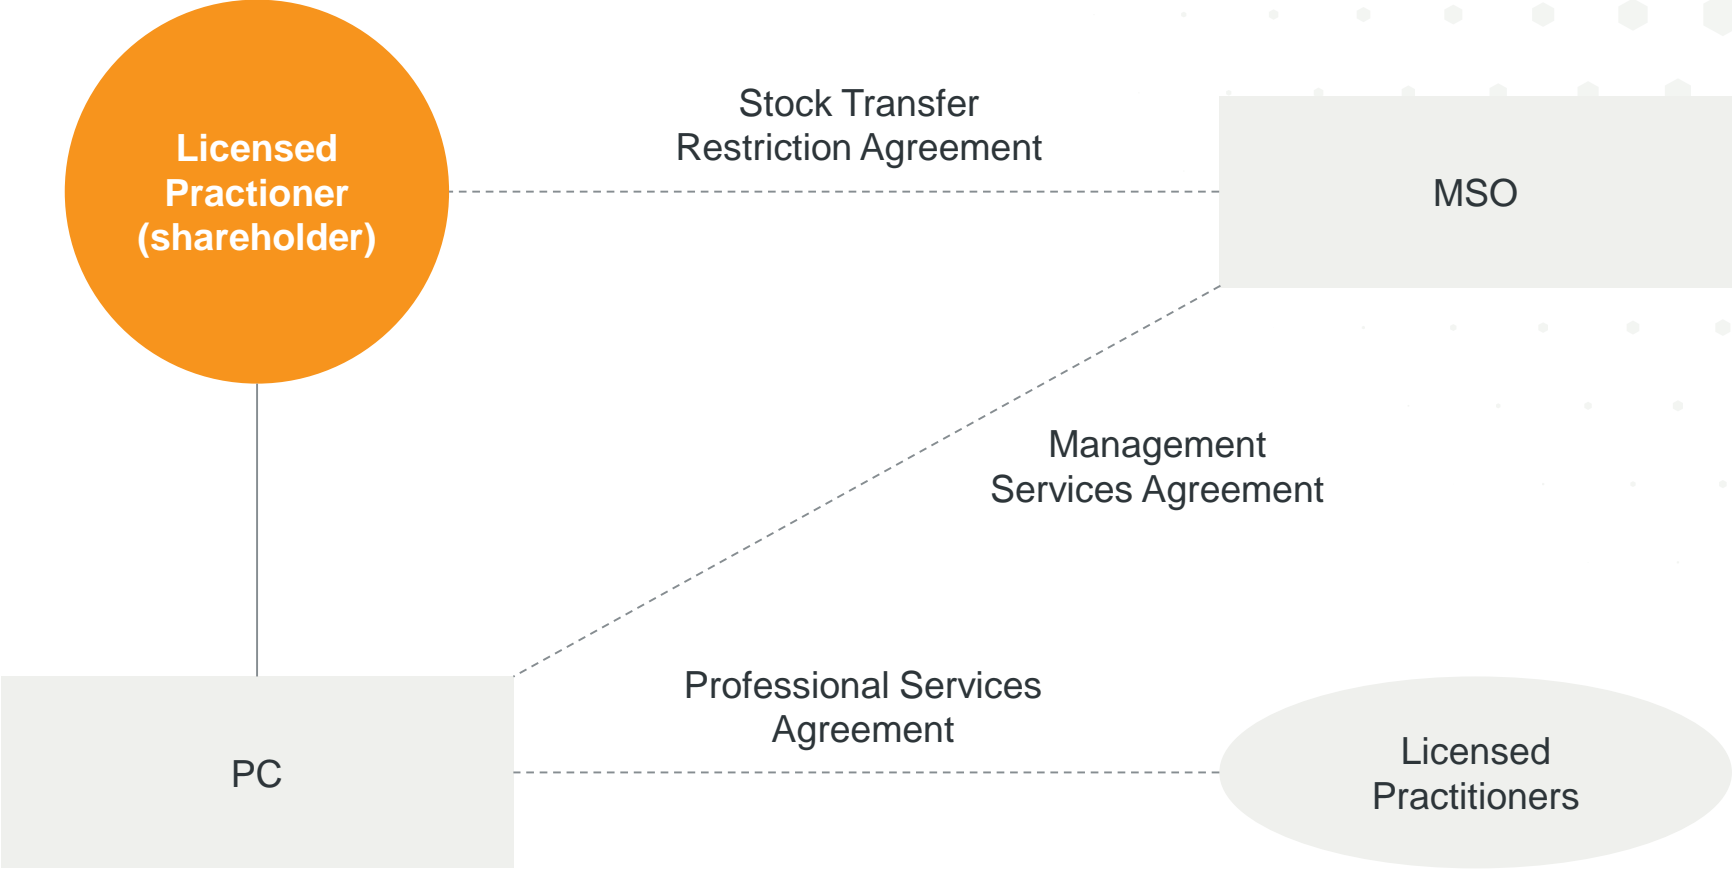 Licensed
Practioner
(shareholder)
Stock Transfer
Restriction Agreement
MSO
Management
Services Agreement
PC
Professional Services
Agreement
Licensed
Practitioners